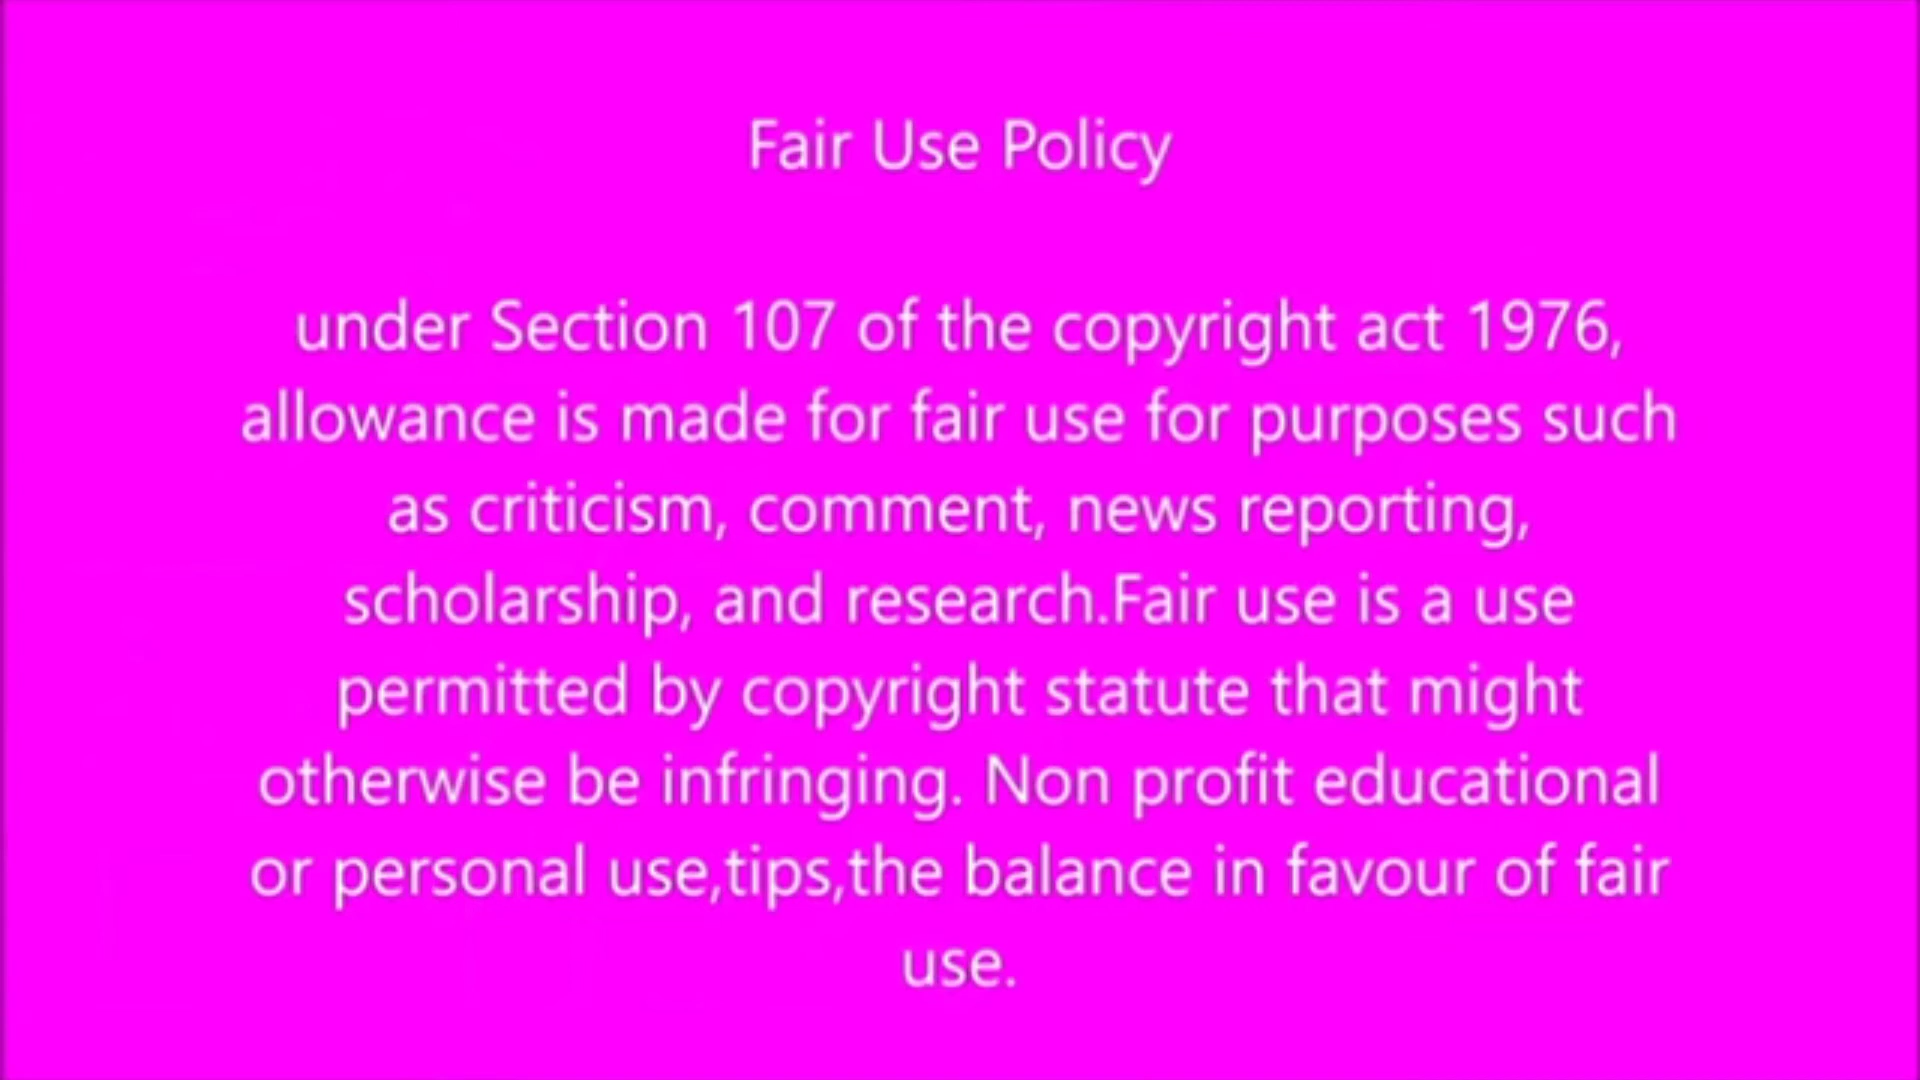 Fair Use Policy
under Section 107 of the copyright act 1976,
allowance is made for fair use for purposes such
as criticism, comment, news reporting,
scholarship, and research.Fair use is a use
permitted by copyright statute that might
otherwise be infringing. Non profit educational
or personal use,tips,the balance in favour of fair
use.